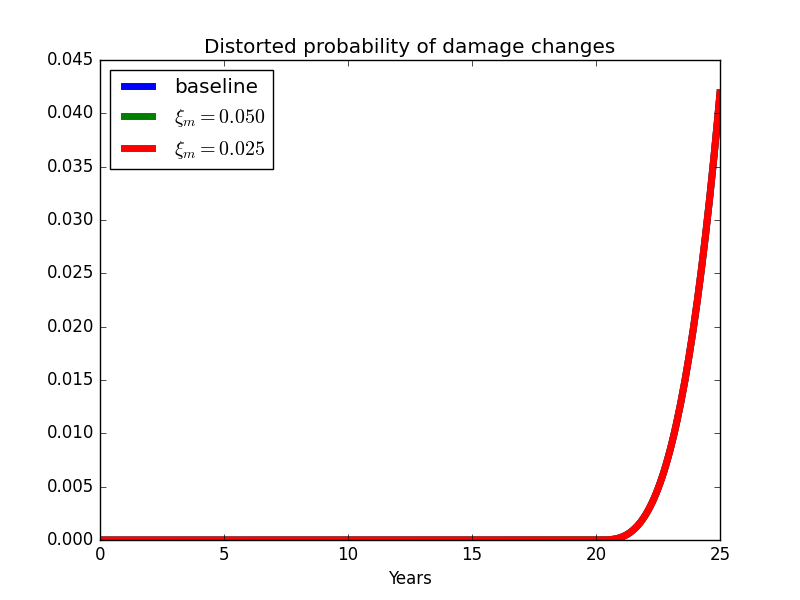 Distorted probability of damage changes
0.045
0.040
0.035
0.030
0.025
0.020
0.015
0.010
0.005
0.000
baseline
ξₘ = 0.050
ξₘ = 0.025
0 5 10 15 20 25
Years